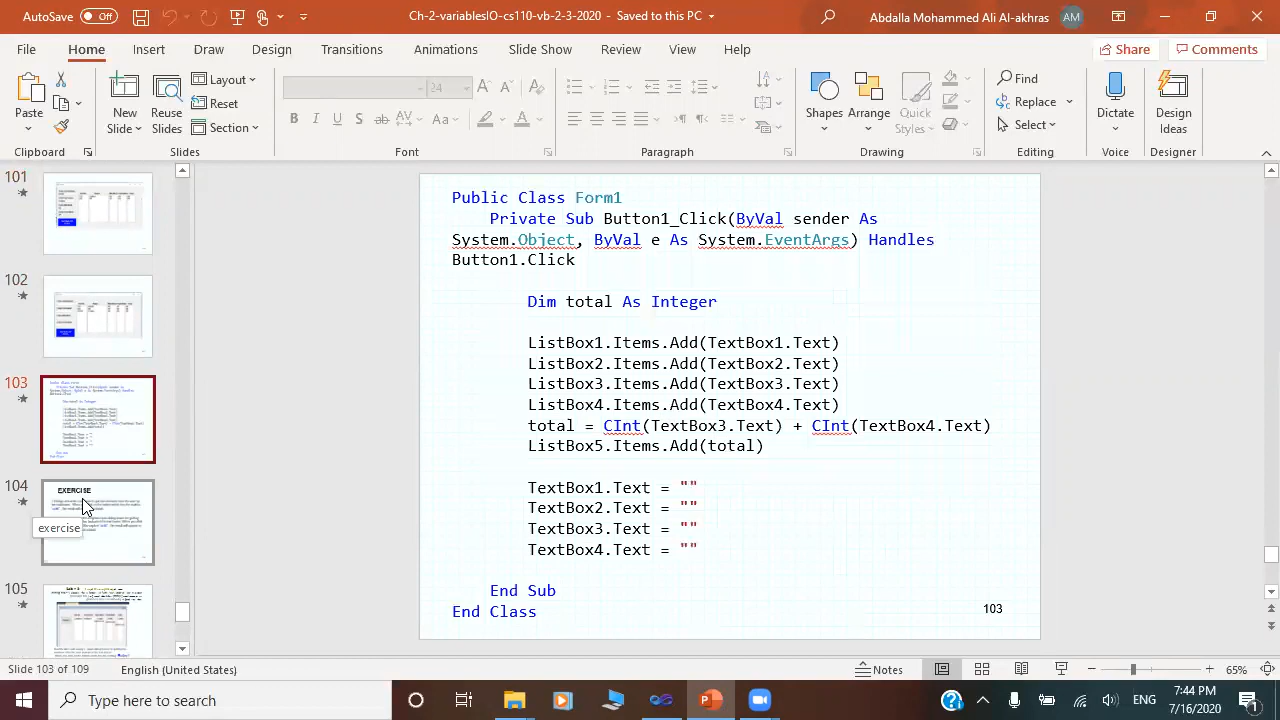 AutoSave Off
Ch-2-variablesIO-cs110-vb-2-3-2020 - Saved to this PC
Abdalla Mohammed Ali Al-akhras AM
File Home Insert Draw Design Transitions Animations Slide Show Review View Help Share Comments
Paste
New Slide
Reuse Slides
Layout
Reset
Section
24
Shapes
Arrange
Quick Styles
Find
Replace
Select
Dictate
Design Ideas
Clipboard Slides Font Paragraph Drawing Editing Voice Designer
101
102
103
104
EXERCISE
exercise
105
Public Class Form1
Private Sub Button1_Click(ByVal sender As
System.Object, ByVal e As System.EventArgs) Handles
Button1.Click
Dim total As Integer
ListBox1.Items.Add(TextBox1.Text)
ListBox2.Items.Add(TextBox2.Text)
ListBox3.Items.Add(TextBox3.Text)
ListBox4.Items.Add(TextBox4.Text)
total = CInt(TextBox3.Text) - CInt(TextBox4.Text)
ListBox5.Items.Add(total)
TextBox1.Text = ""
TextBox2.Text = ""
TextBox3.Text = ""
TextBox4.Text = ""
End Sub
End Class
103
Slide 103 of 109 English (United States) Notes 65%
Type here to search
ENG
7:44 PM
7/16/2020